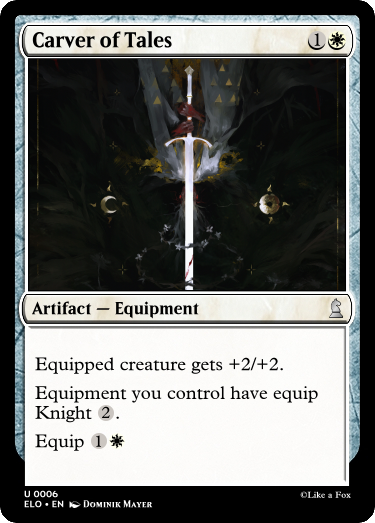 Carver of Tales 1
Artifact — Equipment
Equipped creature gets +2/+2.
Equipment you control have equip
Knight 2.
Equip 1
U 0006
ELO • EN Dominik Mayer
©Like a Fox